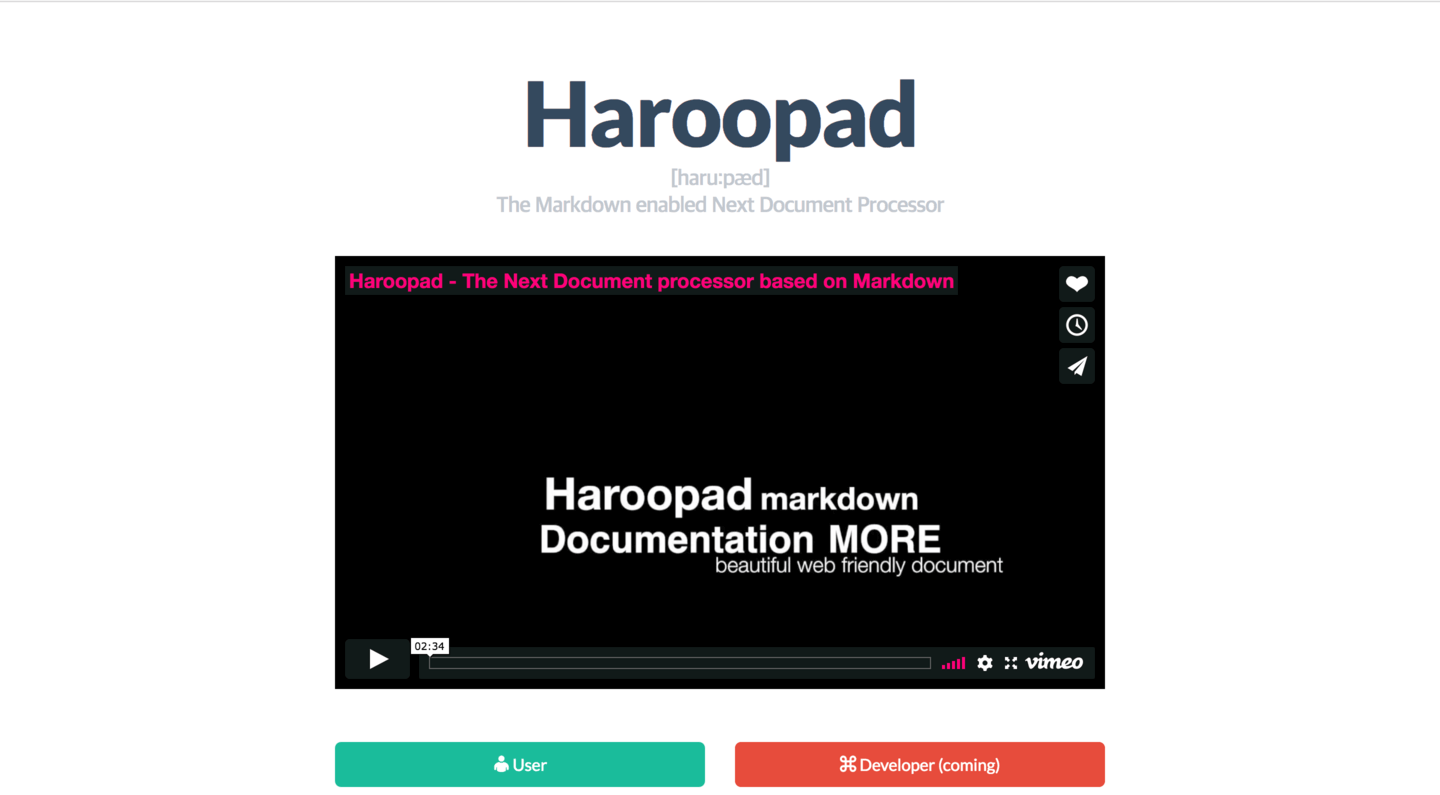 Haroopad
[haru:pæd]
The Markdown enabled Next Document Processor
Haroopad - The Next Document processor based on Markdown
Haroopad markdown
Documentation MORE
beautiful web friendly document
02:34
vimeo
User
Developer (coming)